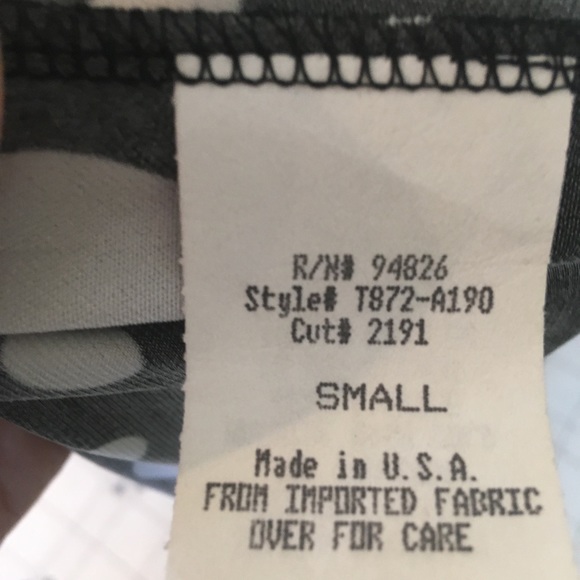 R/N# 94826
Style# T872-A190
Cut# 2191
SMALL
Made in U.S.A.
FROM IMPORTED FABRIC
OVER FOR CARE